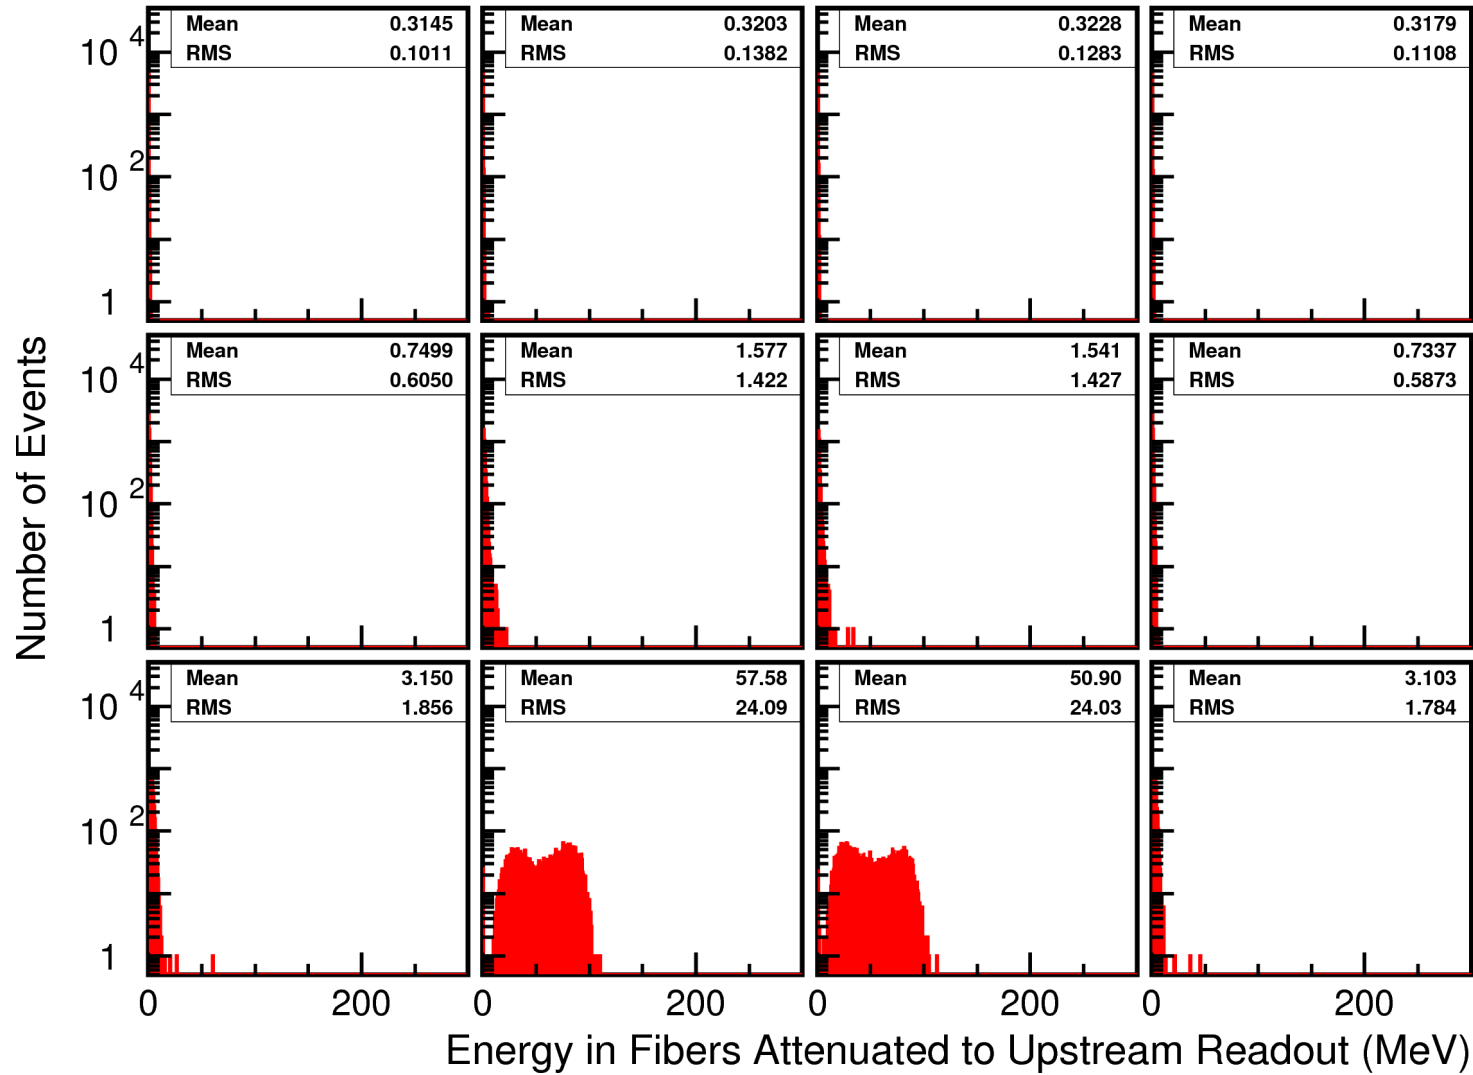 Mean 0.3145 Mean 0.3203 Mean 0.3228 Mean 0.3179
RMS 0.1011 RMS 0.1382 RMS 0.1283 RMS 0.1108
10 4
10 2
1
Mean 0.7499 Mean 1.577 Mean 1.541 Mean 0.7337
RMS 0.6050 RMS 1.422 RMS 1.427 RMS 0.5873
10 4
10 2
1
Number of Events
Mean 3.150 Mean 57.58 Mean 50.90 Mean 3.103
RMS 1.856 RMS 24.09 RMS 24.03 RMS 1.784
10 4
10 2
1
0 200 0 200 0 200 0 200
Energy in Fibers Attenuated to Upstream Readout (MeV)